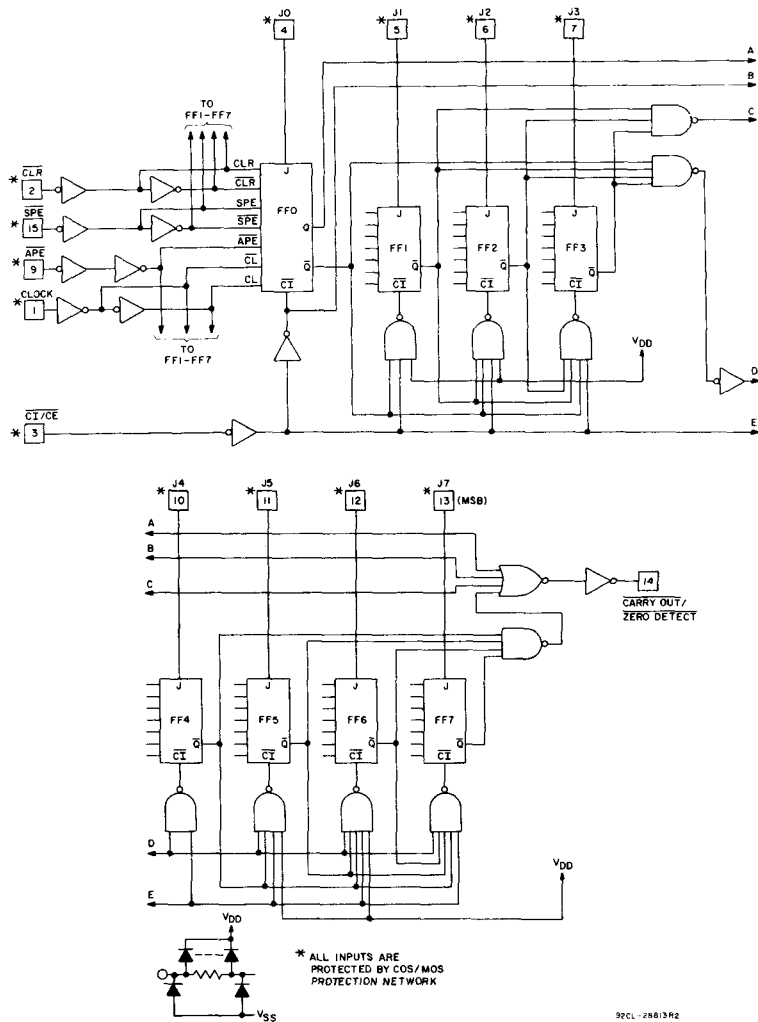 J0
* 4
J1
* 5
J2
* 6
J3
* 7
A
B
TO
FF1-FF7
C
CLR
* 2
CLR
CLR
J
SPE
* 15
SPE
SPE
FF0
Q
APE
* 9
APE
CL
Q
*CLOCK
1
CL
CI
TO
FF1-FF7
J
FF1
Q
CI
J
FF2
Q
CI
J
FF3
Q
CI
VDD
D
CI/CE
* 3
E
J4
* 10
J5
* 11
J6
* 12
J7
* 13 (MSB)
A
B
C
14
CARRY OUT/
ZERO DETECT
J
FF4
Q
CI
J
FF5
Q
CI
J
FF6
Q
CI
J
FF7
Q
CI
D
VDD
E
VDD
VSS
* ALL INPUTS ARE
PROTECTED BY COS/MOS
PROTECTION NETWORK
92CL-28813R2